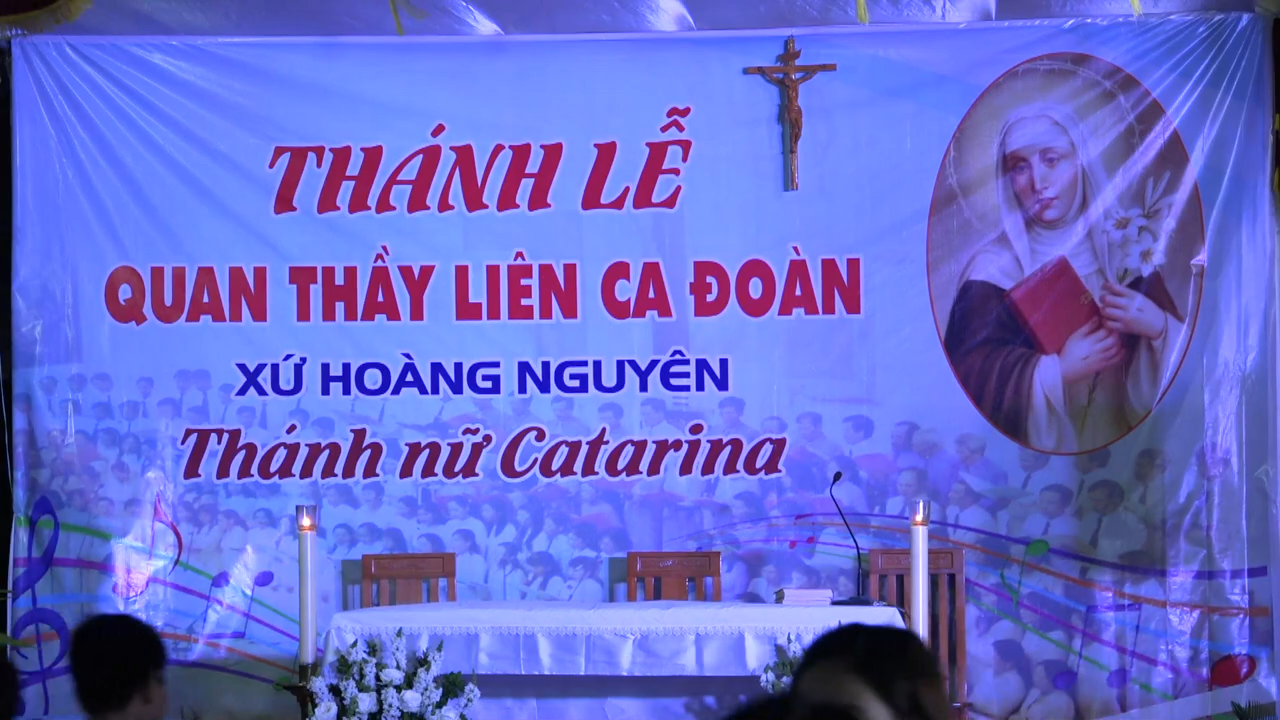 THÁNH LỄ
QUAN THẦY LIÊN CA ĐOÀN
XỨ HOÀNG NGUYÊN
Thánh nữ Catarina